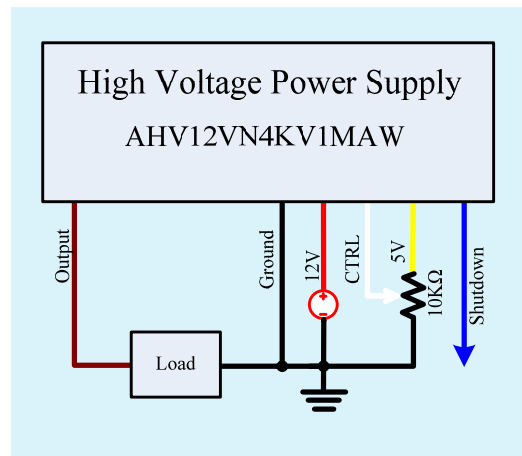 High Voltage Power Supply
AHV12VN4KV1MAW
Output
Ground
12V
CTRL
5V
10KΩ
Shutdown
Load